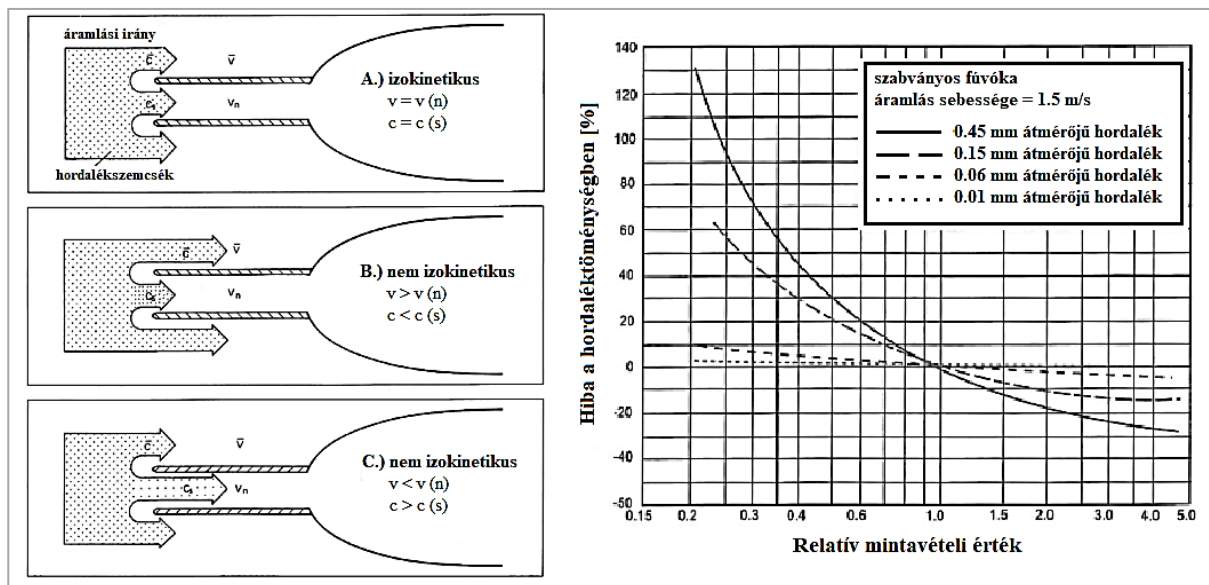 áramlási irány
c̄
v̄
cₛ
vₙ
hordalékszemcsék
A.) izokinetikus
v = v (n)
c = c (s)
c̄
v̄
cₛ
vₙ
B.) nem izokinetikus
v > v (n)
c < c (s)
c̄
v̄
cₛ
vₙ
C.) nem izokinetikus
v < v (n)
c > c (s)
Hiba a hordaléktöménységben [%]
140
120
100
80
60
40
20
0
-20
-40
-50
szabványos fúvóka
áramlás sebessége = 1.5 m/s
0.45 mm átmérőjű hordalék
0.15 mm átmérőjű hordalék
0.06 mm átmérőjű hordalék
0.01 mm átmérőjű hordalék
0.15 0.2 0.3 0.4 0.6 1.0 1.5 2.0 3.0 4.0 5.0
Relatív mintavételi érték